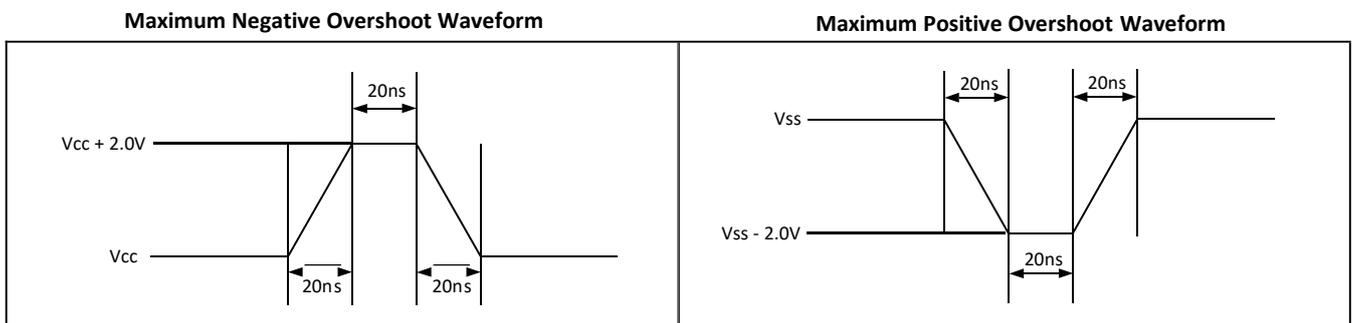 Maximum Negative Overshoot Waveform
Maximum Positive Overshoot Waveform
20ns
Vcc + 2.0V
Vcc
20ns
20ns
20ns
20ns
Vss
Vss - 2.0V
20ns